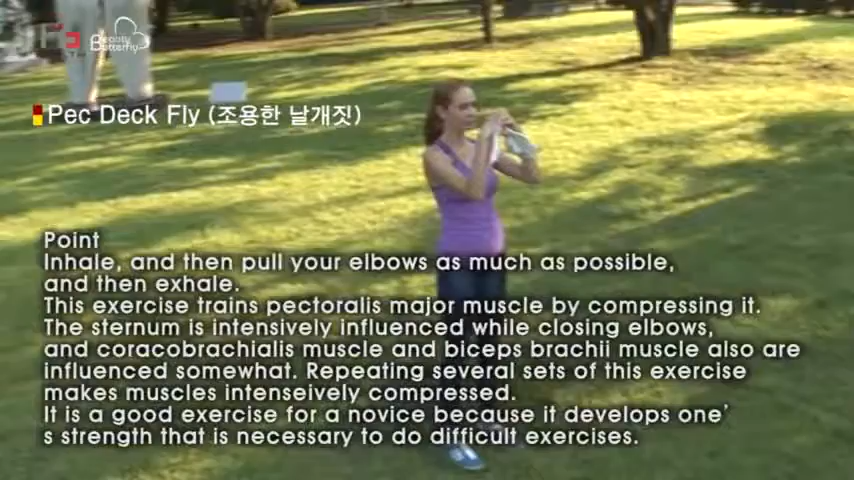 Beauty
Butterfly
Pec Deck Fly (조용한 날개짓)
Point
Inhale, and then pull your elbows as much as possible,
and then exhale.
This exercise trains pectoralis major muscle by compressing it.
The sternum is intensively influenced while closing elbows,
and coracobrachialis muscle and biceps brachii muscle also are
influenced somewhat. Repeating several sets of this exercise
makes muscles intenseively compressed.
It is a good exercise for a novice because it develops one'
s strength that is necessary to do difficult exercises.